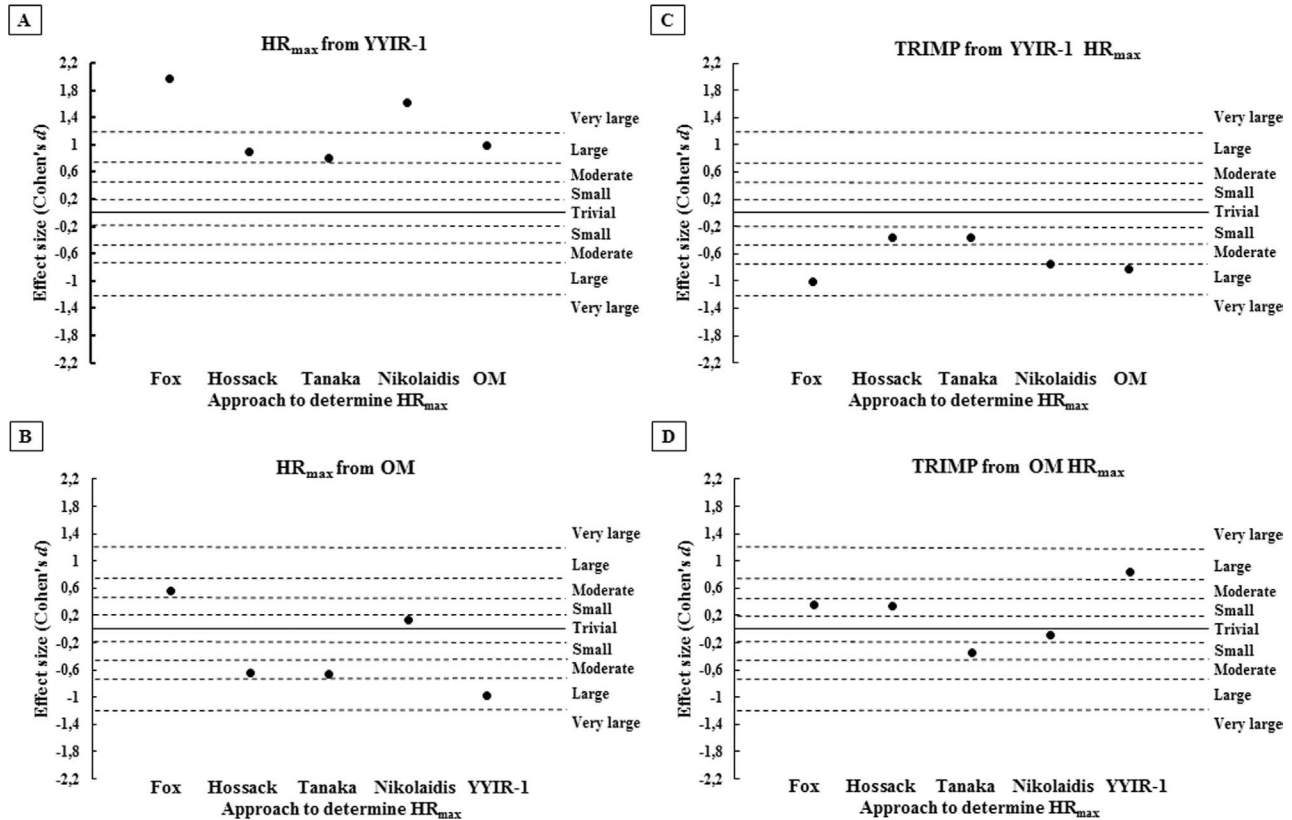 A
HRmax from YYIR-1
Effect size (Cohen's d)
2,2
1,8
1,4
1
0,6
0,2
-0,2
-0,6
-1
-1,4
-1,8
-2,2
Very large
Large
Moderate
Small
Trivial
Small
Moderate
Large
Very large
Fox Hossack Tanaka Nikolaidis OM
Approach to determine HRmax
B
HRmax from OM
Effect size (Cohen's d)
2,2
1,8
1,4
1
0,6
0,2
-0,2
-0,6
-1
-1,4
-1,8
-2,2
Very large
Large
Moderate
Small
Trivial
Small
Moderate
Large
Very large
Fox Hossack Tanaka Nikolaidis YYIR-1
Approach to determine HRmax
C
TRIMP from YYIR-1 HRmax
Effect size (Cohen's d)
2,2
1,8
1,4
1
0,6
0,2
-0,2
-0,6
-1
-1,4
-1,8
-2,2
Very large
Large
Moderate
Small
Trivial
Small
Moderate
Large
Very large
Fox Hossack Tanaka Nikolaidis OM
Approach to determine HRmax
D
TRIMP from OM HRmax
Effect size (Cohen's d)
2,2
1,8
1,4
1
0,6
0,2
-0,2
-0,6
-1
-1,4
-1,8
-2,2
Very large
Large
Moderate
Small
Trivial
Small
Moderate
Large
Very large
Fox Hossack Tanaka Nikolaidis YYIR-1
Approach to determine HRmax